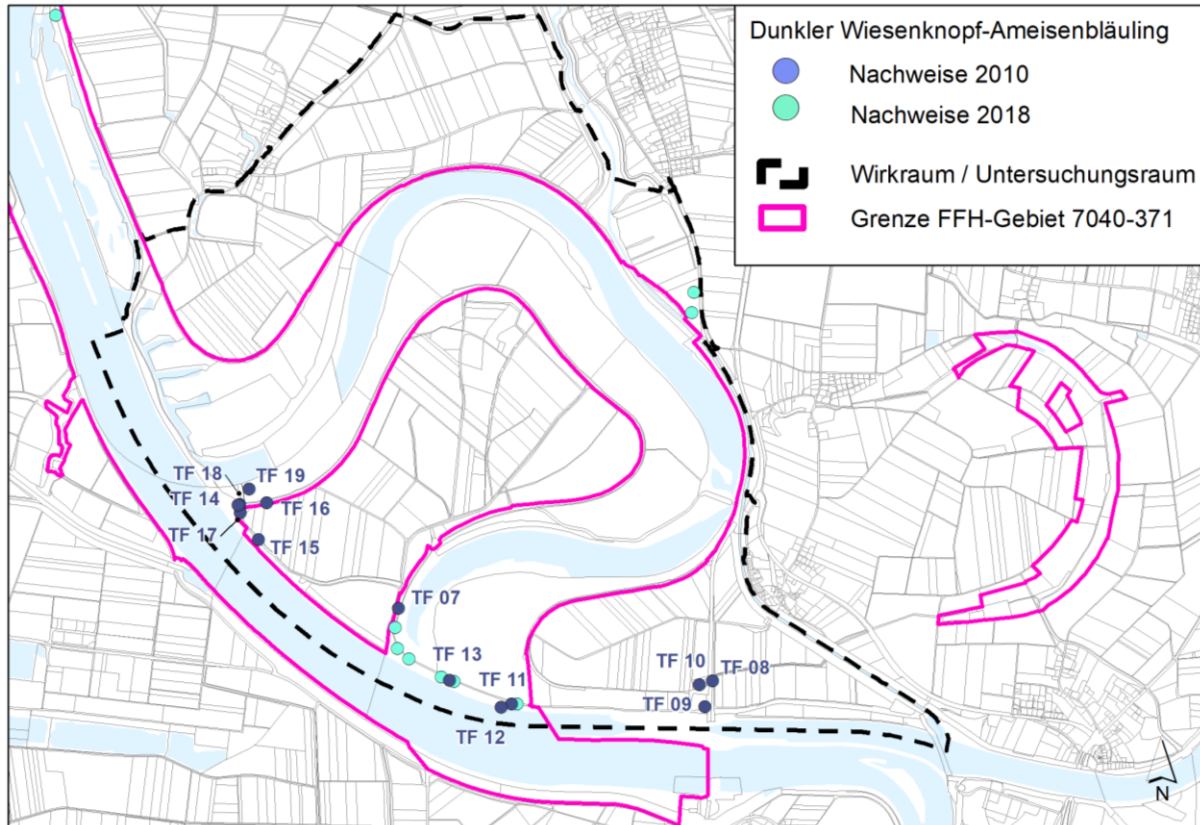 Dunkler Wiesenknopf-Ameisenbläuling
Nachweise 2010
Nachweise 2018
Wirkraum / Untersuchungsraum
Grenze FFH-Gebiet 7040-371
TF 18
TF 19
TF 14
TF 16
TF 17
TF 15
TF 07
TF 13
TF 11
TF 12
TF 10
TF 08
TF 09
N